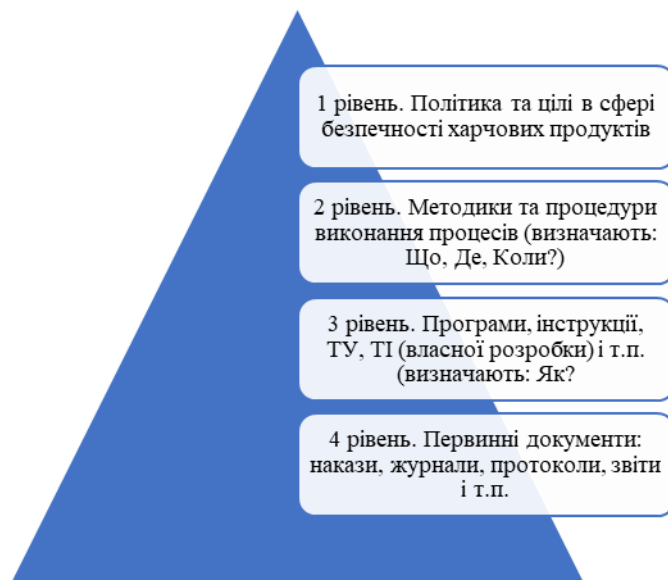 1 рівень. Політика та цілі в сфері
безпечності харчових продуктів
2 рівень. Методики та процедури
виконання процесів (визначають:
Що, Де, Коли?)
3 рівень. Програми, інструкції,
ТУ, ТІ (власної розробки) і т.п.
(визначають: Як?
4 рівень. Первинні документи:
накази, журнали, протоколи, звіти
і т.п.